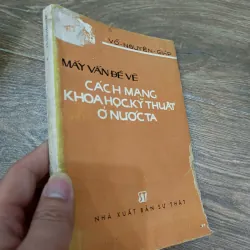 VÕ NGUYÊN GIÁP
MẤY VẤN ĐỀ VỀ
CÁCH MẠNG
KHOA HỌC, KỸ THUẬT
Ở NƯỚC TA
ST
NHÀ XUẤT BẢN SỰ THẬT